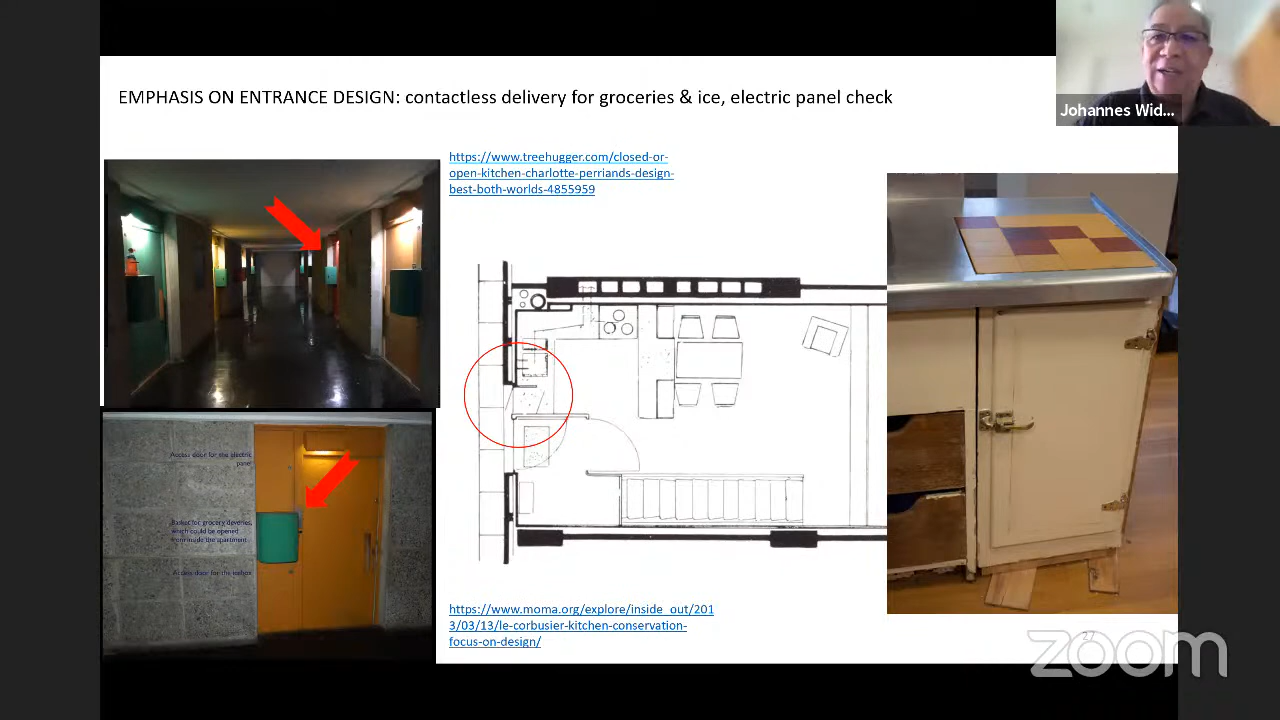 EMPHASIS ON ENTRANCE DESIGN: contactless delivery for groceries & ice, electric panel check
Johannes Wid...
https://www.treehugger.com/closed-or-
open-kitchen-charlotte-perriands-design-
best-both-worlds-4855959
Access door for the electric
panel
Basket for grocery deveries,
which could be opened
from inside the apartment
Access door for the icebox
https://www.moma.org/explore/inside_out/201
3/03/13/le-corbusier-kitchen-conservation-
focus-on-design/
27
zoom